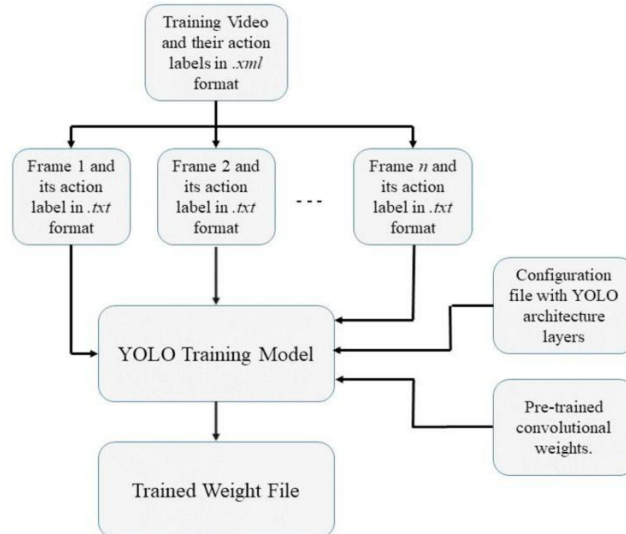 Training Video
and their action
labels in .xml
format
Frame 1 and
its action
label in .txt
format
Frame 2 and
its action
label in .txt
format
- - -
Frame n and
its action
label in .txt
format
Configuration
file with YOLO
architecture
layers
YOLO Training Model
Pre-trained
convolutional
weights.
Trained Weight File